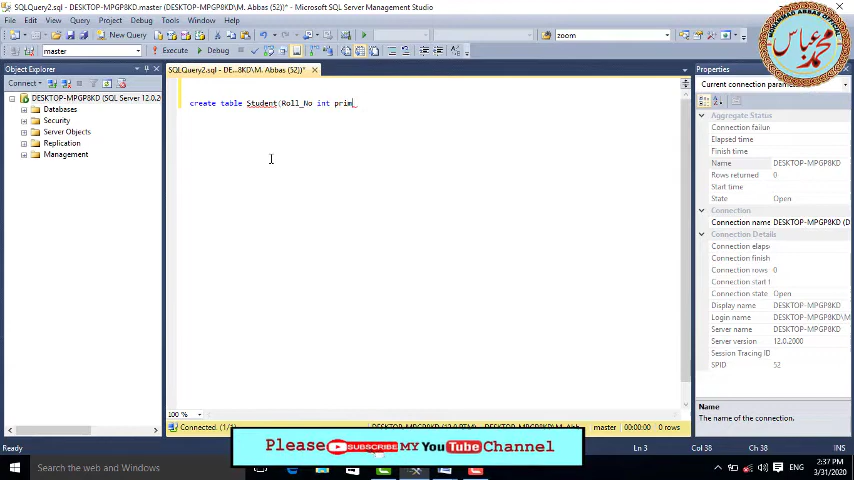 SQLQuery2.sql - DESKTOP-MPGP8KD.master (DESKTOP-MPGP8KD\M. Abbas (52))* - Microsoft SQL Server Management Studio
File Edit View Query Project Debug Tools Window Help
New Query
zoom
master
Execute
Debug
Object Explorer
SQLQuery2.sql - DE...8KD\M. Abbas (52))*
Properties
Connect
Current connection param
DESKTOP-MPGP8KD (SQL Server 12.0.2
Databases
Security
Server Objects
Replication
Management
create table Student(Roll_No int prim
Aggregate Status
Connection failur
Elapsed time
Finish time
Name DESKTOP-MPGP8KD
Rows returned 0
Start time
State Open
Connection
Connection name DESKTOP-MPGP8KD (D
Connection Details
Connection elaps
Connection finish
Connection rows 0
Connection start t
Connection state Open
Display name DESKTOP-MPGP8KD
Login name DESKTOP-MPGP8KD\M
Server name DESKTOP-MPGP8KD
Server version 12.0.2000
Session Tracing ID
SPID 52
Name
The name of the connection.
100 %
Connected. (1/1)
master
00:00:00
0 rows
Ready
Ln 3
Col 38
Ch 38
INS
Please SUBSCRIBE MY YouTube Channel
Search the web and Windows
ENG
2:37 PM
3/31/2020
محمد عباس